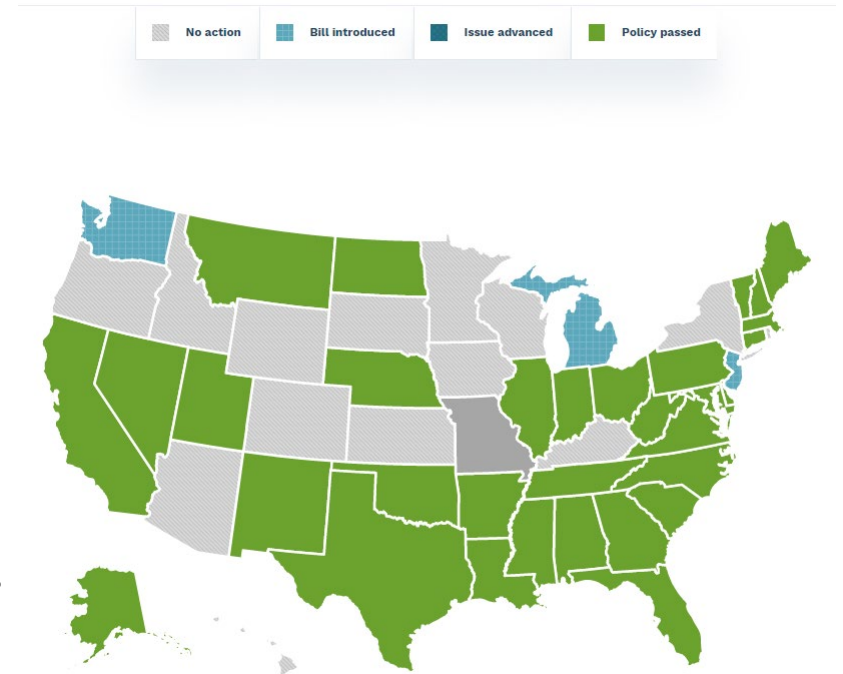 No action
Bill introduced
Issue advanced
Policy passed